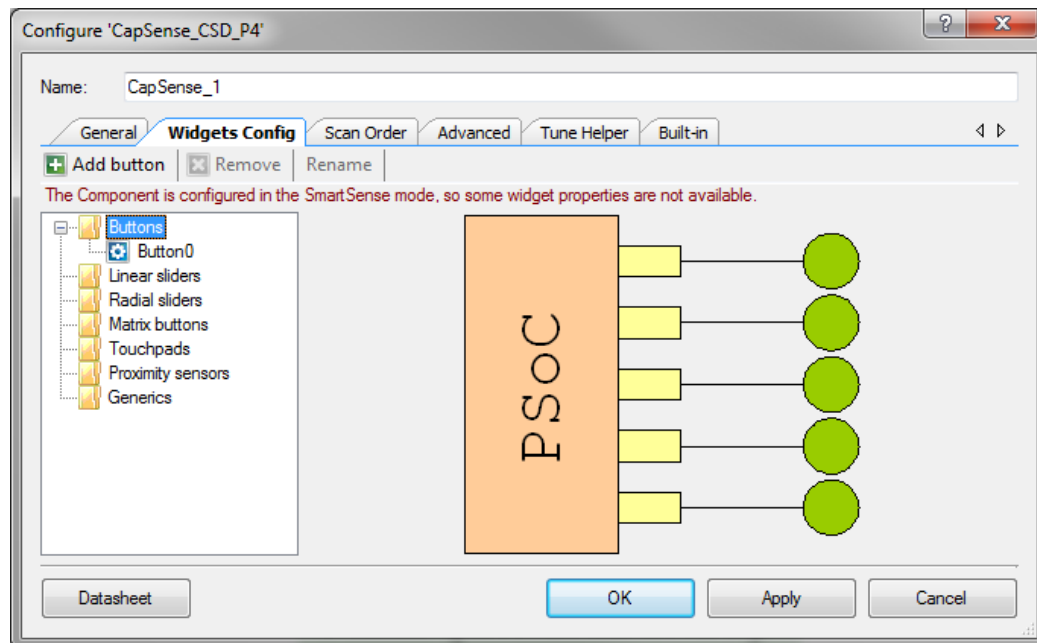 Configure 'CapSense_CSD_P4'
Name: CapSense_1
General Widgets Config Scan Order Advanced Tune Helper Built-in
Add button Remove Rename
The Component is configured in the SmartSense mode, so some widget properties are not available.
Buttons
Button0
Linear sliders
Radial sliders
Matrix buttons
Touchpads
Proximity sensors
Generics
PSoC
Datasheet OK Apply Cancel